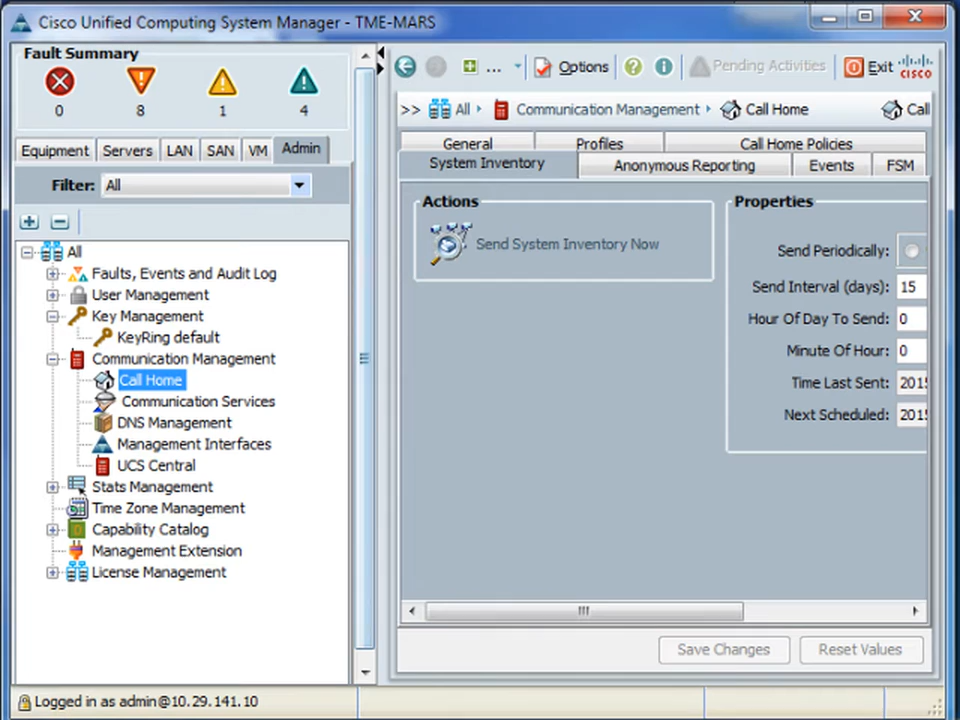 Cisco Unified Computing System Manager - TME-MARS
Fault Summary
0 8 1 4
Equipment Servers LAN SAN VM Admin
Filter: All
All
Faults, Events and Audit Log
User Management
Key Management
KeyRing default
Communication Management
Call Home
Communication Services
DNS Management
Management Interfaces
UCS Central
Stats Management
Time Zone Management
Capability Catalog
Management Extension
License Management
... Options Pending Activities Exit CISCO
>> All Communication Management Call Home Call
General Profiles Call Home Policies
System Inventory Anonymous Reporting Events FSM
Actions
Send System Inventory Now
Properties
Send Periodically:
Send Interval (days): 15
Hour Of Day To Send: 0
Minute Of Hour: 0
Time Last Sent: 2015
Next Scheduled: 2015
Save Changes Reset Values
Logged in as admin@10.29.141.10